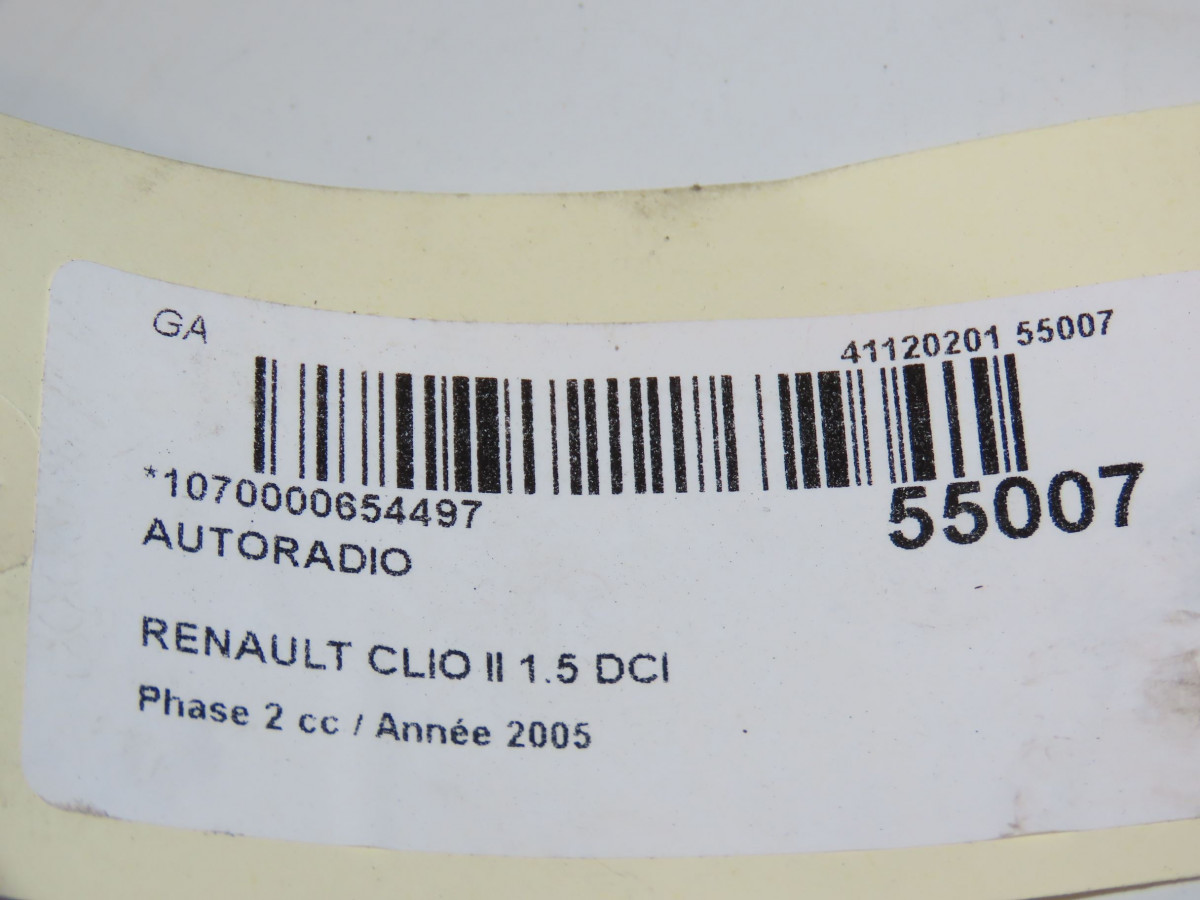 GA
41120201 55007
*1070000654497
55007
AUTORADIO
RENAULT CLIO II 1.5 DCI
Phase 2 cc / Année 2005